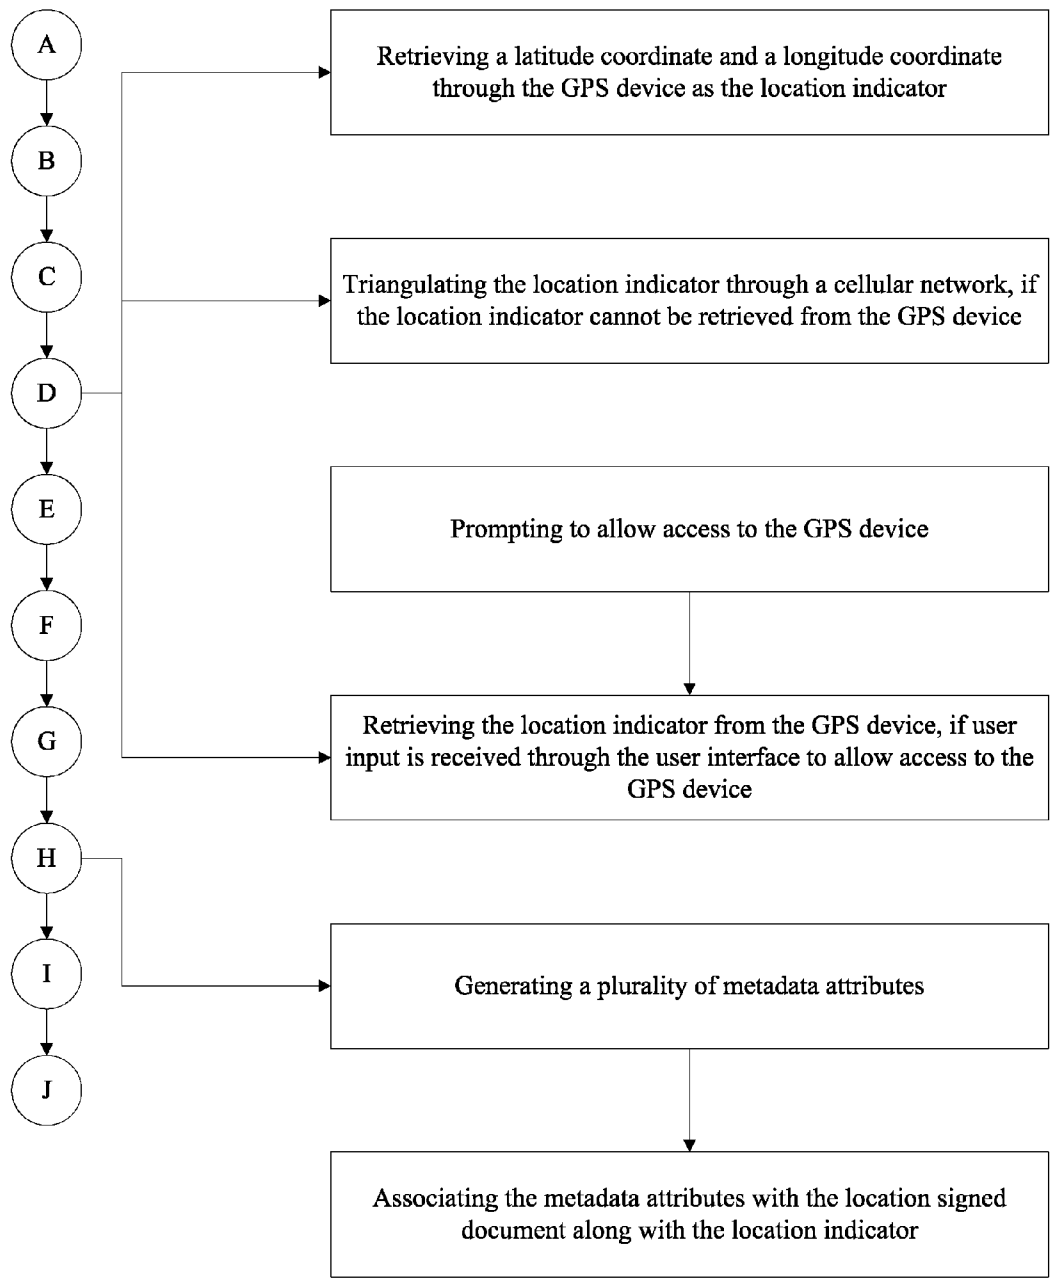 A
B
C
D
E
F
G
H
I
J
Retrieving a latitude coordinate and a longitude coordinate
through the GPS device as the location indicator
Triangulating the location indicator through a cellular network, if
the location indicator cannot be retrieved from the GPS device
Prompting to allow access to the GPS device
Retrieving the location indicator from the GPS device, if user
input is received through the user interface to allow access to the
GPS device
Generating a plurality of metadata attributes
Associating the metadata attributes with the location signed
document along with the location indicator